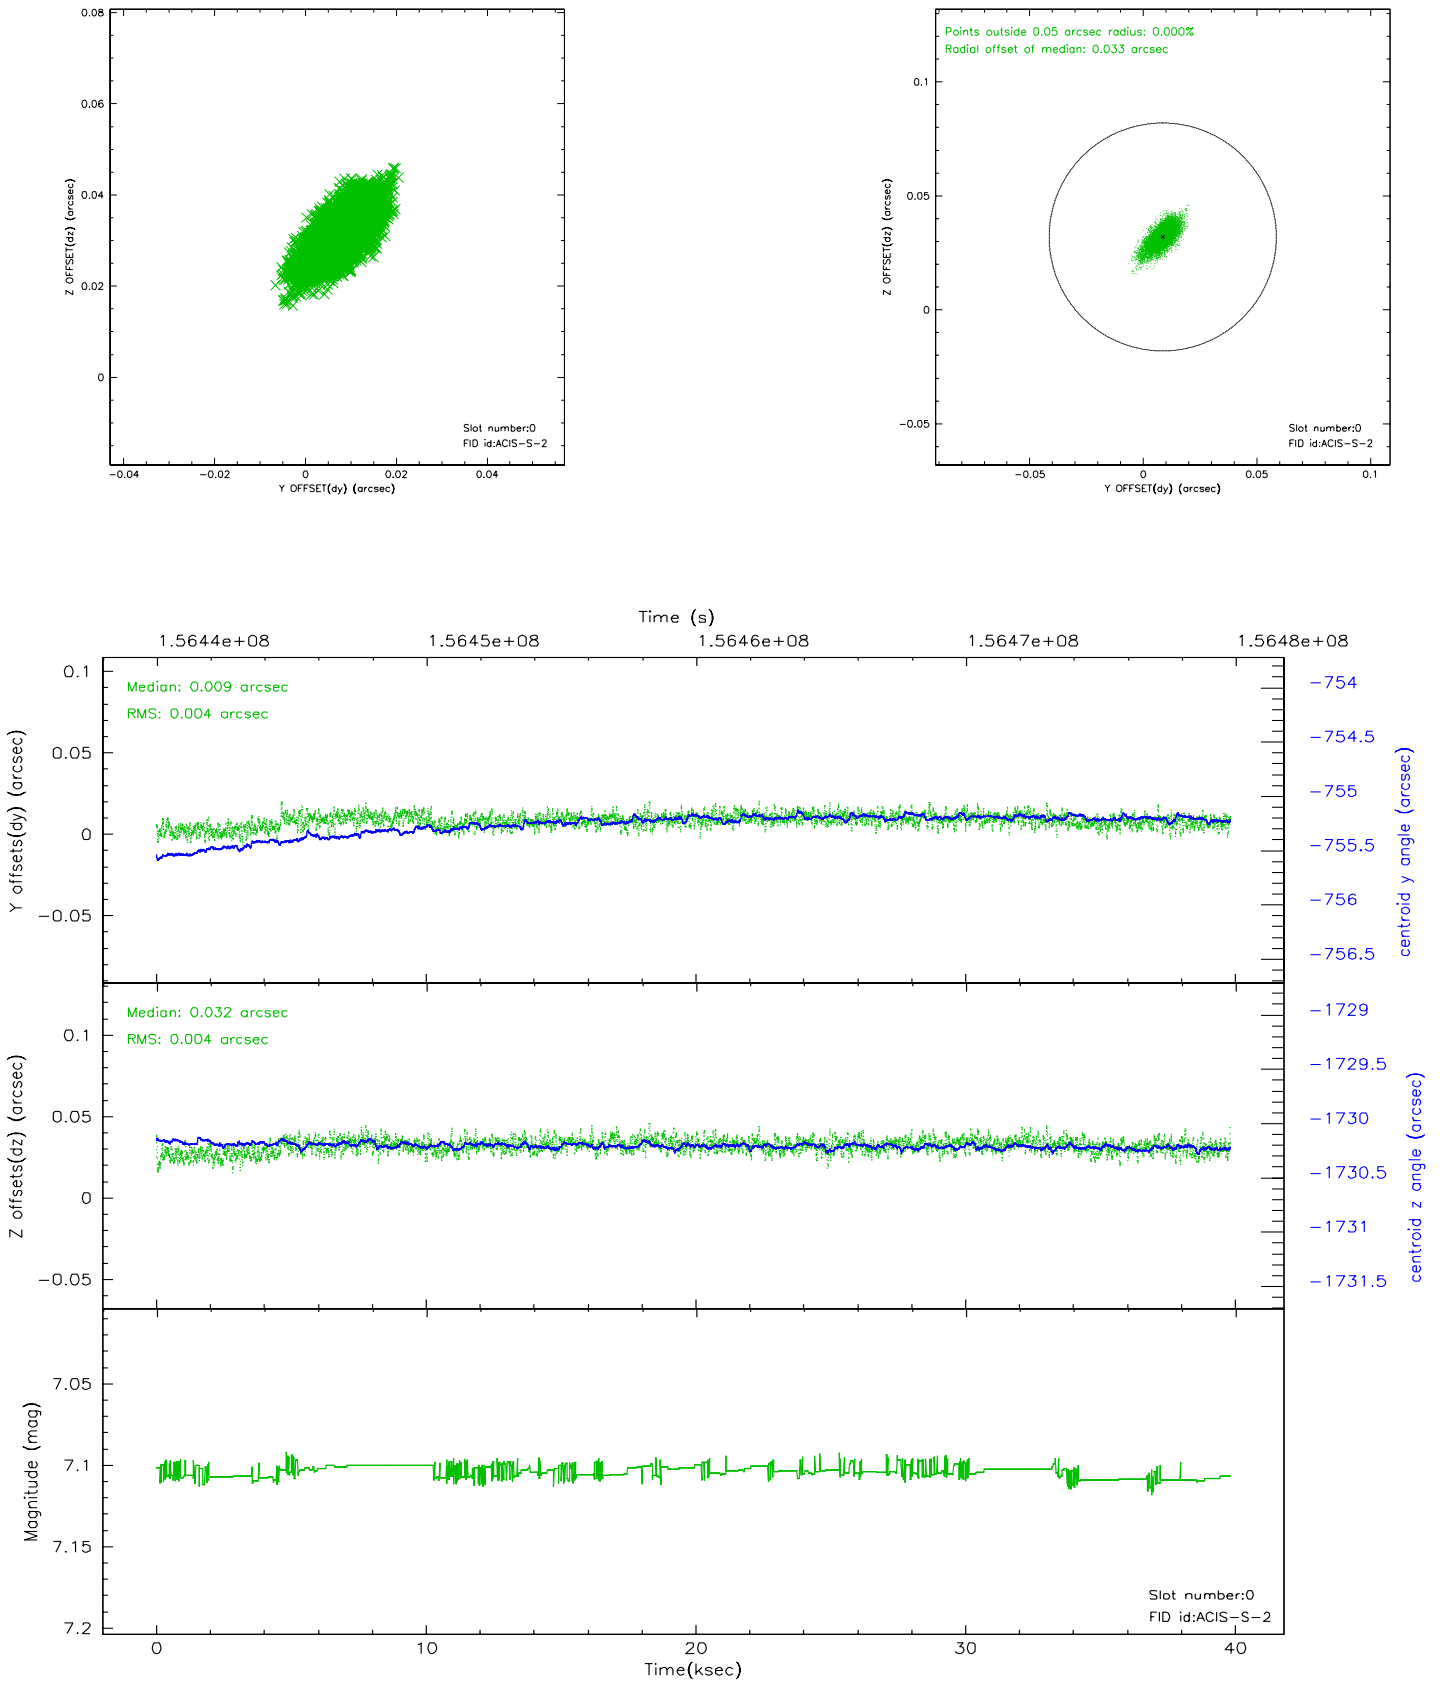 0.08
0.06
0.04
0.02
0
Z OFFSET(dz) (arcsec)
Slot number:0
FID id:ACIS-S-2
-0.04 -0.02 0 0.02 0.04
Y OFFSET(dy) (arcsec)
Points outside 0.05 arcsec radius: 0.000%
Radial offset of median: 0.033 arcsec
0.1
0.05
0
-0.05
Z OFFSET(dz) (arcsec)
Slot number:0
FID id:ACIS-S-2
-0.05 0 0.05 0.1
Y OFFSET(dy) (arcsec)
Time (s)
1.5644e+08 1.5645e+08 1.5646e+08 1.5647e+08 1.5648e+08
Median: 0.009 arcsec
RMS: 0.004 arcsec
0.1
0.05
0
-0.05
Y offsets(dy) (arcsec)
-754
-754.5
-755
-755.5
-756
-756.5
centroid y angle (arcsec)
Median: 0.032 arcsec
RMS: 0.004 arcsec
0.1
0.05
0
-0.05
Z offsets(dz) (arcsec)
-1729
-1729.5
-1730
-1730.5
-1731
-1731.5
centroid z angle (arcsec)
7.05
7.1
7.15
7.2
Magnitude (mag)
Slot number:0
FID id:ACIS-S-2
0 10 20 30 40
Time(ksec)